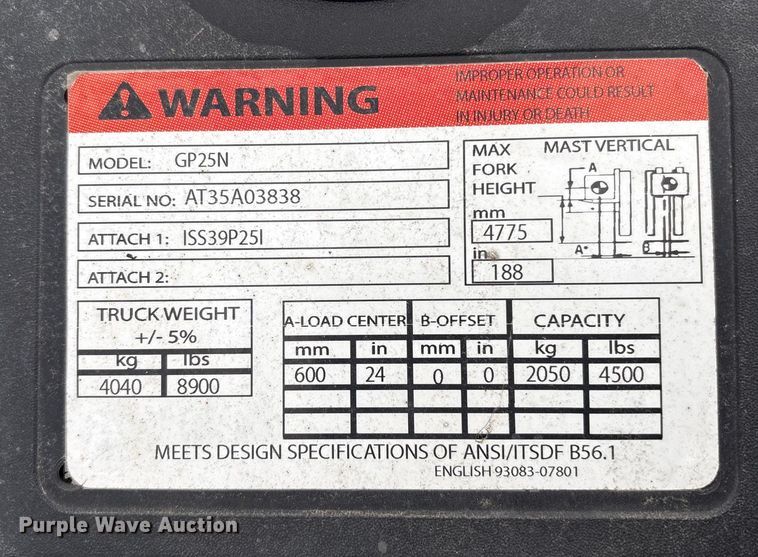 WARNING
IMPROPER OPERATION OR
MAINTENANCE COULD RESULT
IN INJURY OR DEATH
MODEL: GP25N
SERIAL NO: AT35A03838
ATTACH 1: ISS39P25I
ATTACH 2:
MAX
FORK
HEIGHT
mm
4775
in
188
MAST VERTICAL
A
A*
B
TRUCK WEIGHT
+/- 5%
kg lbs
4040 8900
A-LOAD CENTER B-OFFSET CAPACITY
mm in mm in kg lbs
600 24 0 0 2050 4500
MEETS DESIGN SPECIFICATIONS OF ANSI/ITSDF B56.1
ENGLISH 93083-07801
Purple Wave Auction